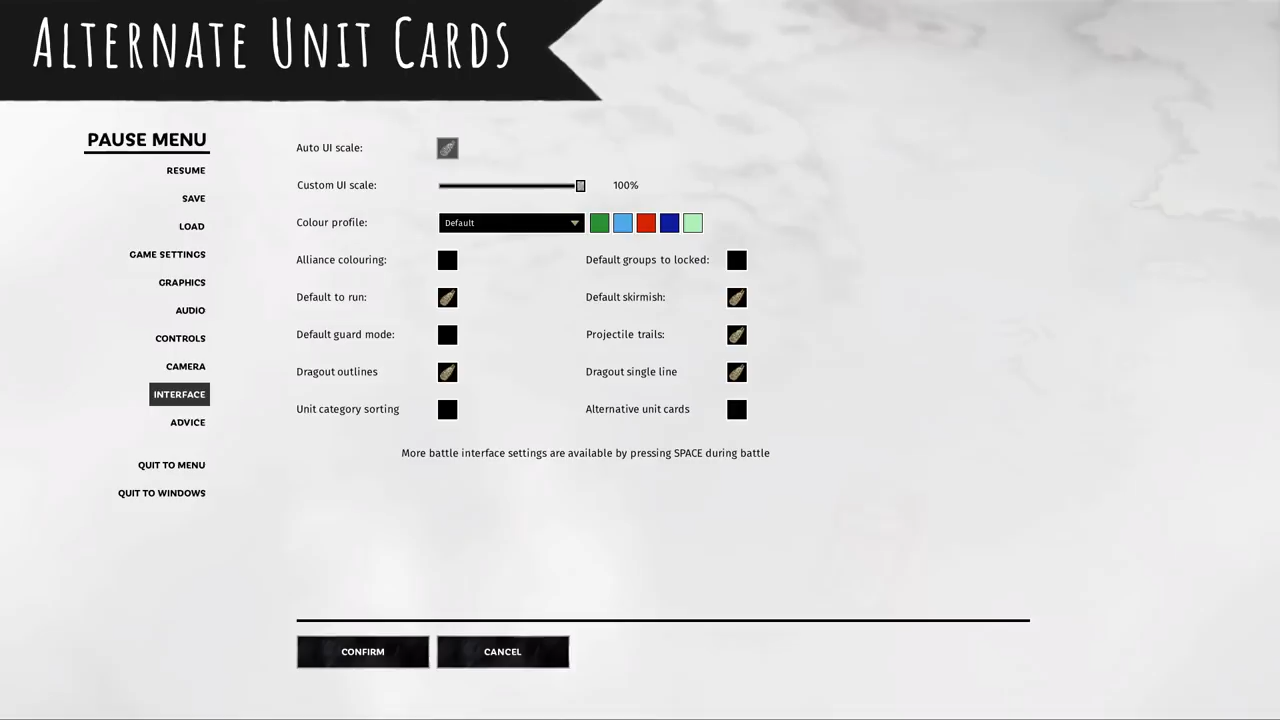 Alternate Unit Cards
PAUSE MENU
RESUME
SAVE
LOAD
GAME SETTINGS
GRAPHICS
AUDIO
CONTROLS
CAMERA
INTERFACE
ADVICE
QUIT TO MENU
QUIT TO WINDOWS
Auto UI scale:
Custom UI scale: 100%
Colour profile: Default
Alliance colouring: Default groups to locked:
Default to run: Default skirmish:
Default guard mode: Projectile trails:
Dragout outlines Dragout single line
Unit category sorting Alternative unit cards
More battle interface settings are available by pressing SPACE during battle
CONFIRM CANCEL